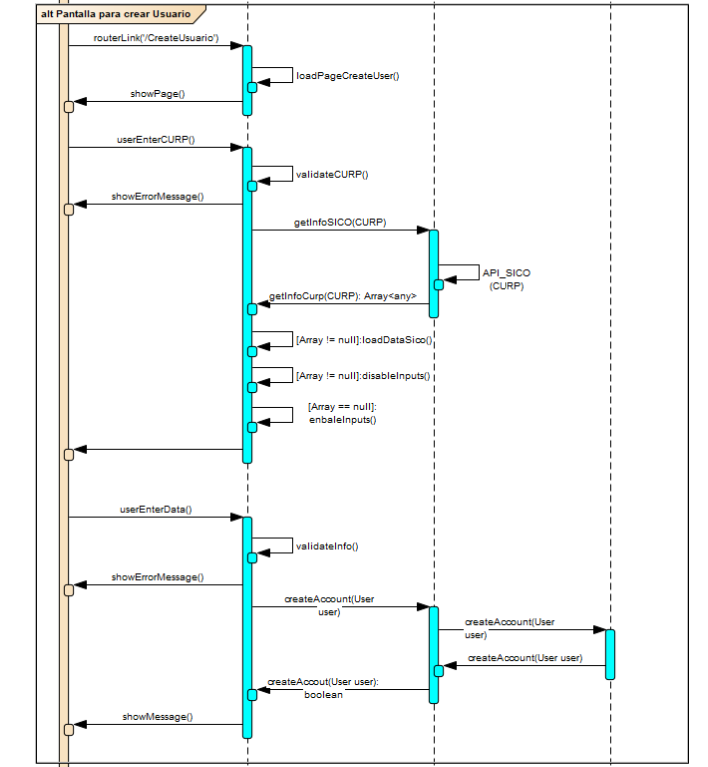 alt Pantalla para crear Usuario
routerLink('/CreateUsuario')
loadPageCreateUser()
showPage()
userEnterCURP()
validateCURP()
showErrorMessage()
getInfoSICO(CURP)
API_SICO
(CURP)
getInfoCurp(CURP): Array<any>
[Array != null]:loadDataSico()
[Array != null]:disableInputs()
[Array == null]:
enbaleInputs()
userEnterData()
validateInfo()
showErrorMessage()
createAccount(User
user)
createAccount(User
user)
createAccount(User user)
createAccout(User user):
boolean
showMessage()